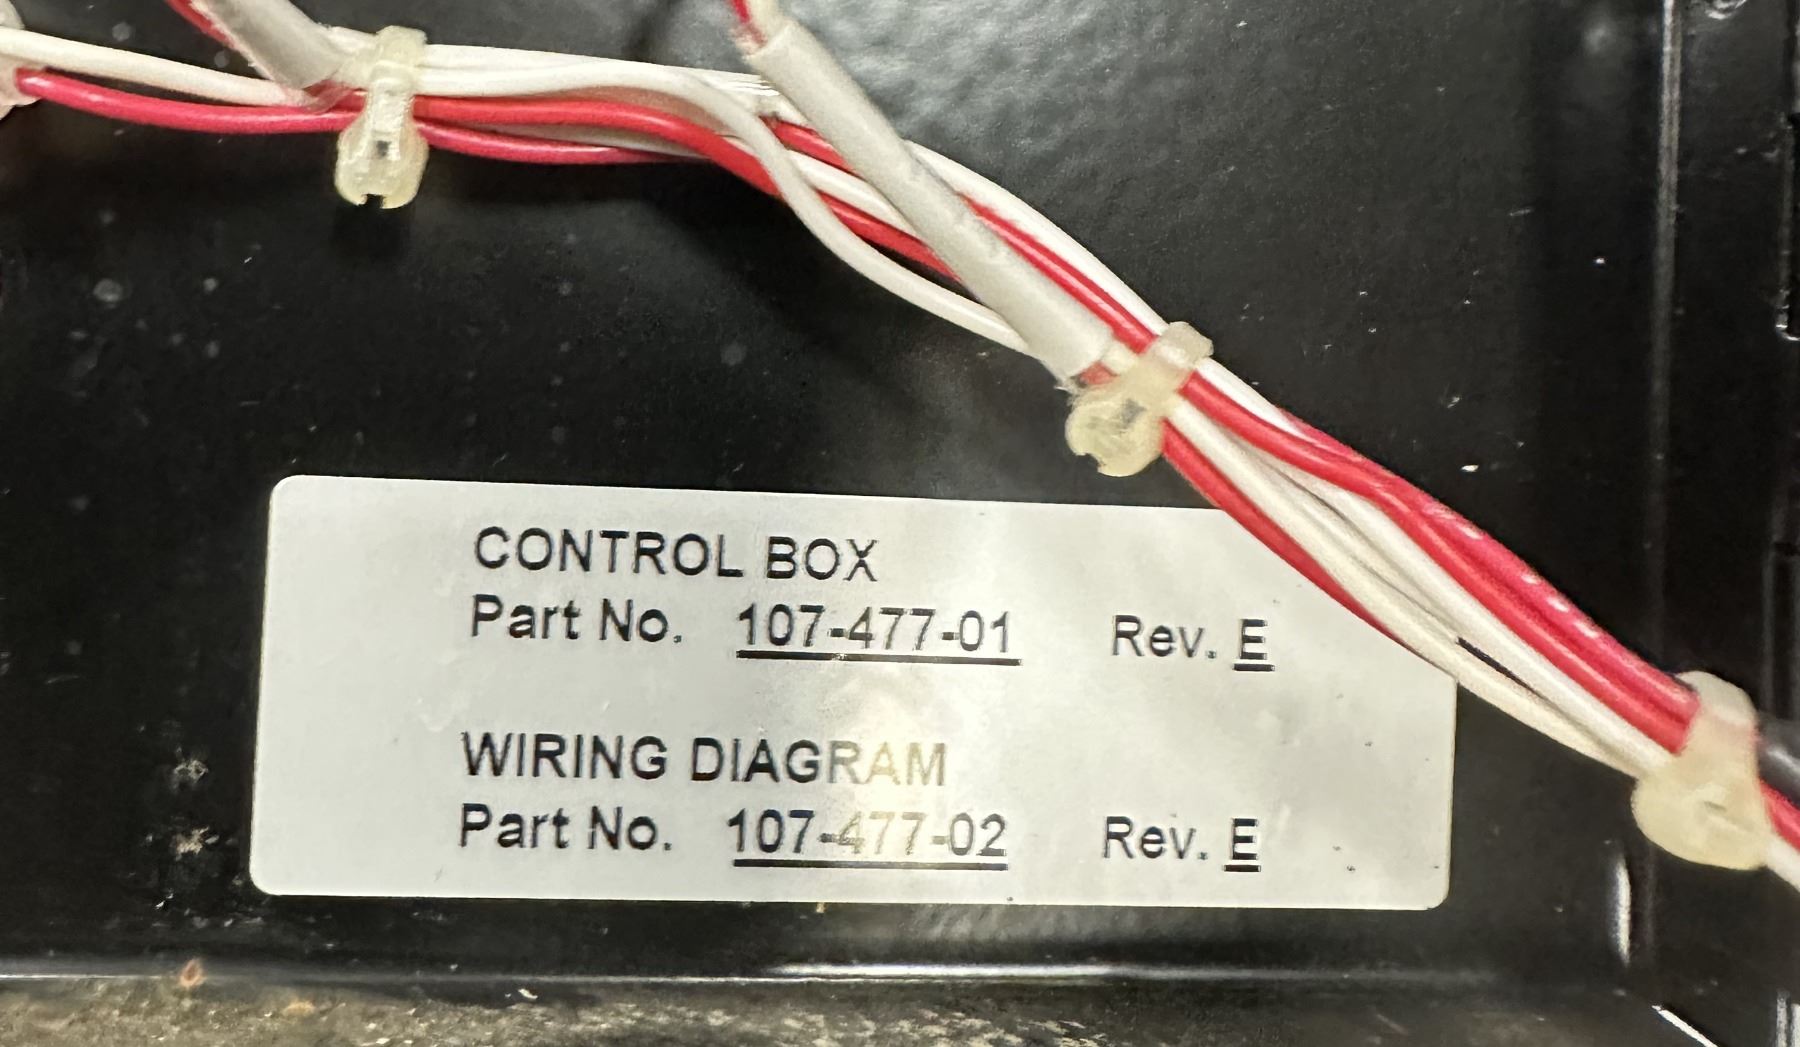 CONTROL BOX
Part No. 107-477-01 Rev. E
WIRING DIAGRAM
Part No. 107-477-02 Rev. E